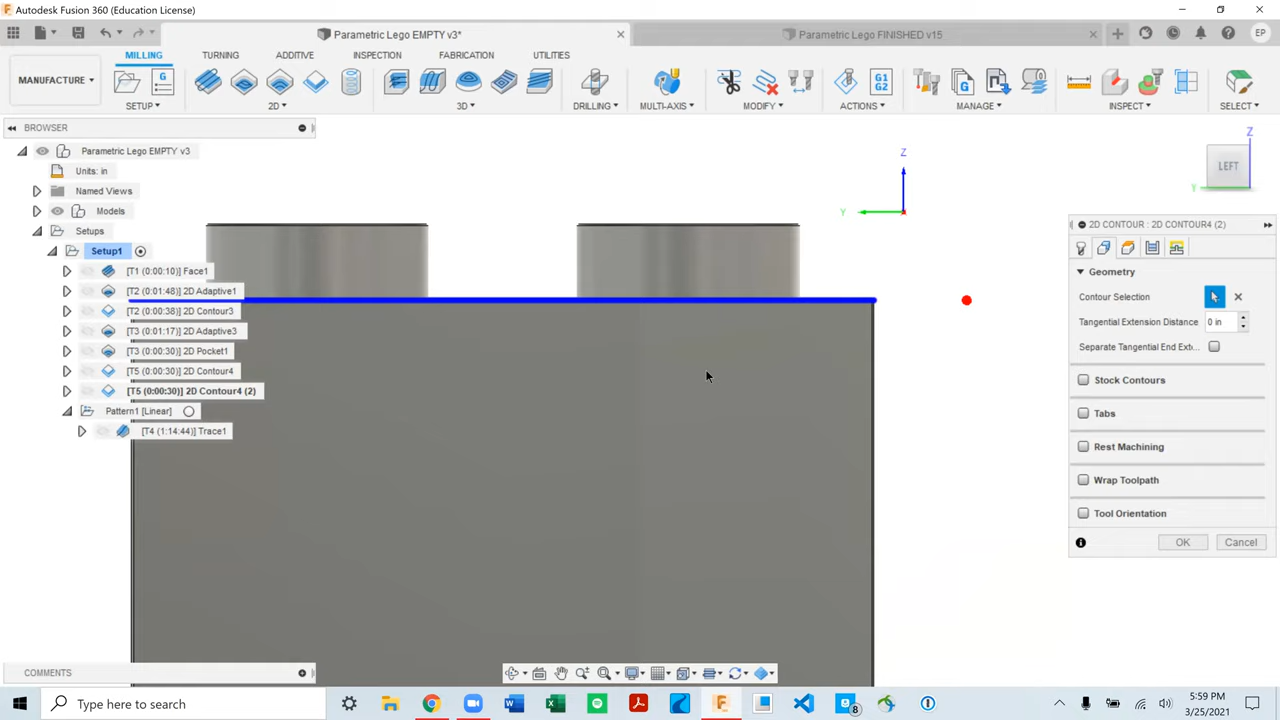 Autodesk Fusion 360 (Education License)
Parametric Lego EMPTY v3*
Parametric Lego FINISHED v15
EP
MANUFACTURE
MILLING TURNING ADDITIVE INSPECTION FABRICATION UTILITIES
G
G1
G2
SETUP 2D 3D DRILLING MULTI-AXIS MODIFY ACTIONS MANAGE INSPECT SELECT
BROWSER
Parametric Lego EMPTY v3
Units: in
Named Views
Models
Setups
Setup1
[T1 (0:00:10)] Face1
[T2 (0:01:48)] 2D Adaptive1
[T2 (0:00:38)] 2D Contour3
[T3 (0:01:17)] 2D Adaptive3
[T3 (0:00:30)] 2D Pocket1
[T5 (0:00:30)] 2D Contour4
[T5 (0:00:30)] 2D Contour4 (2)
Pattern1 [Linear]
[T4 (1:14:44)] Trace1
Z
Y
Z
LEFT
Y
2D CONTOUR : 2D CONTOUR4 (2)
Geometry
Contour Selection
Tangential Extension Distance 0 in
Separate Tangential End Exte...
Stock Contours
Tabs
Rest Machining
Wrap Toolpath
Tool Orientation
OK Cancel
COMMENTS
Type here to search
8
5:59 PM
3/25/2021